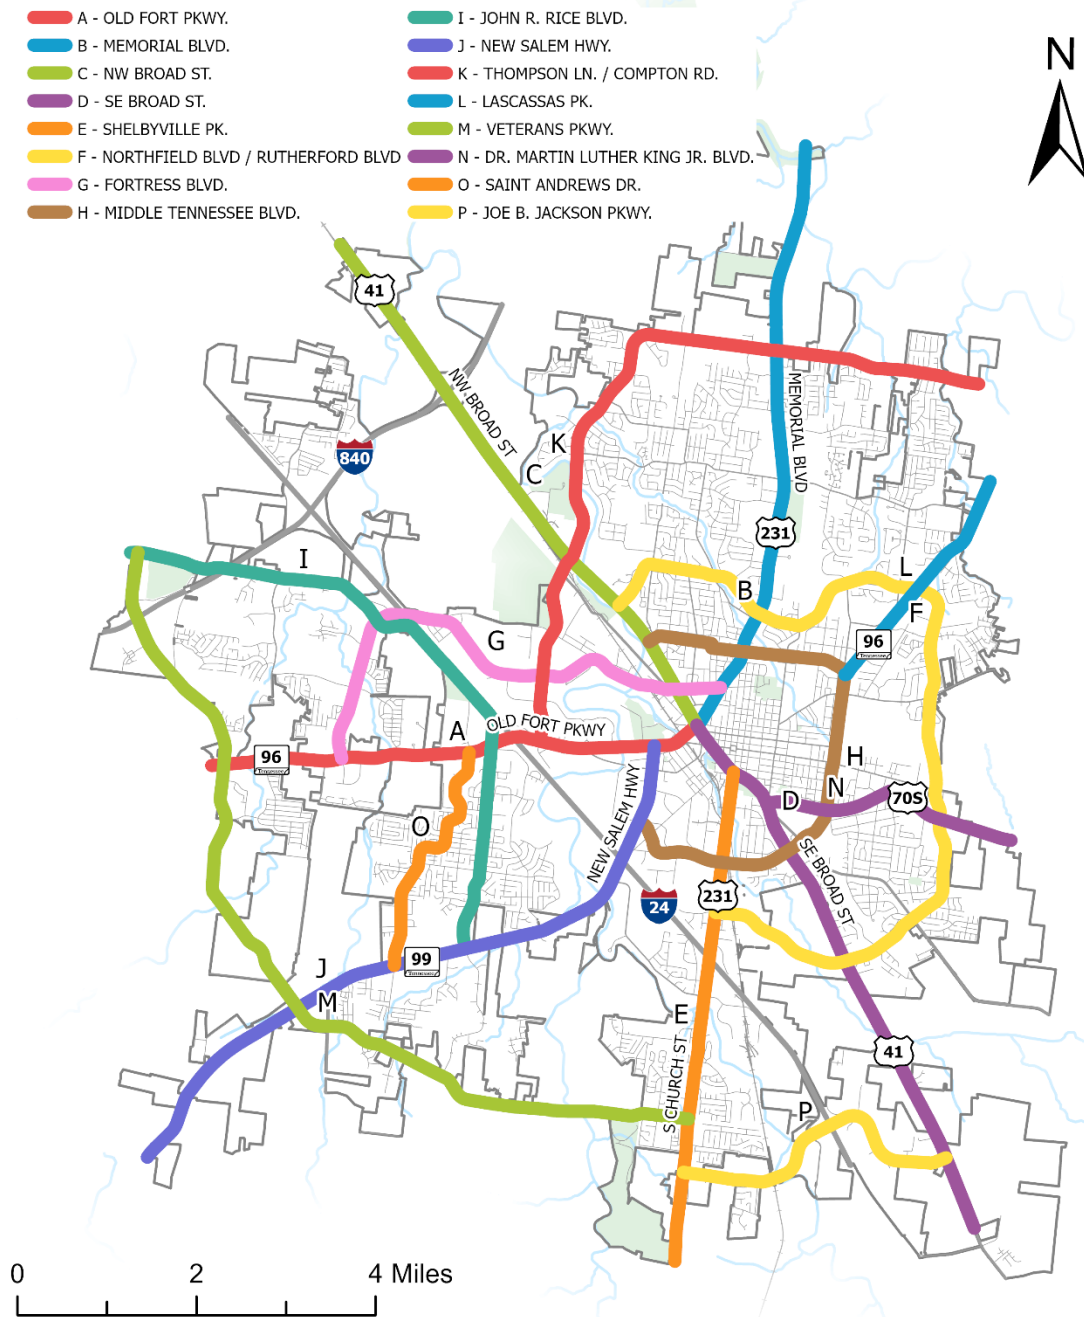 A - OLD FORT PKWY.
B - MEMORIAL BLVD.
C - NW BROAD ST.
D - SE BROAD ST.
E - SHELBYVILLE PK.
F - NORTHFIELD BLVD / RUTHERFORD BLVD
G - FORTRESS BLVD.
H - MIDDLE TENNESSEE BLVD.
I - JOHN R. RICE BLVD.
J - NEW SALEM HWY.
K - THOMPSON LN. / COMPTON RD.
L - LASCASSAS PK.
M - VETERANS PKWY.
N - DR. MARTIN LUTHER KING JR. BLVD.
O - SAINT ANDREWS DR.
P - JOE B. JACKSON PKWY.
N
41
NW BROAD ST
MEMORIAL BLVD
K
840
C
231
I
L
B
F
G
96
Tennessee
A
OLD FORT PKWY
96
Tennessee
H
N
D
70S
O
NEW SALEM HWY
SE BROAD ST
231
24
J
99
Tennessee
M
E
41
S CHURCH ST
P
0
2
4 Miles